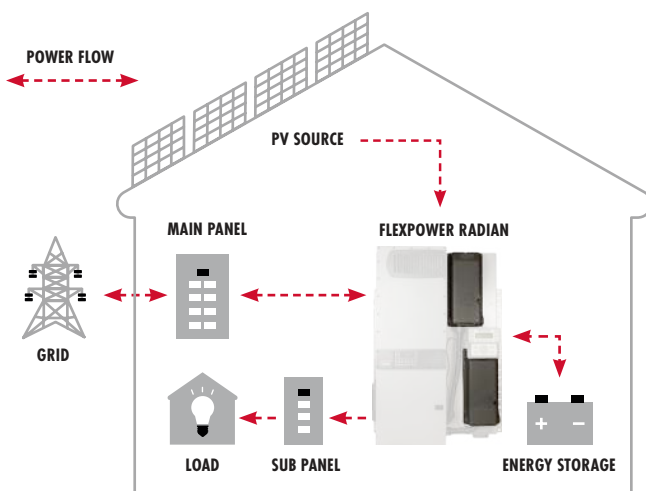 POWER FLOW
PV SOURCE
MAIN PANEL
FLEXPOWER RADIAN
GRID
+ −
LOAD
SUB PANEL
ENERGY STORAGE